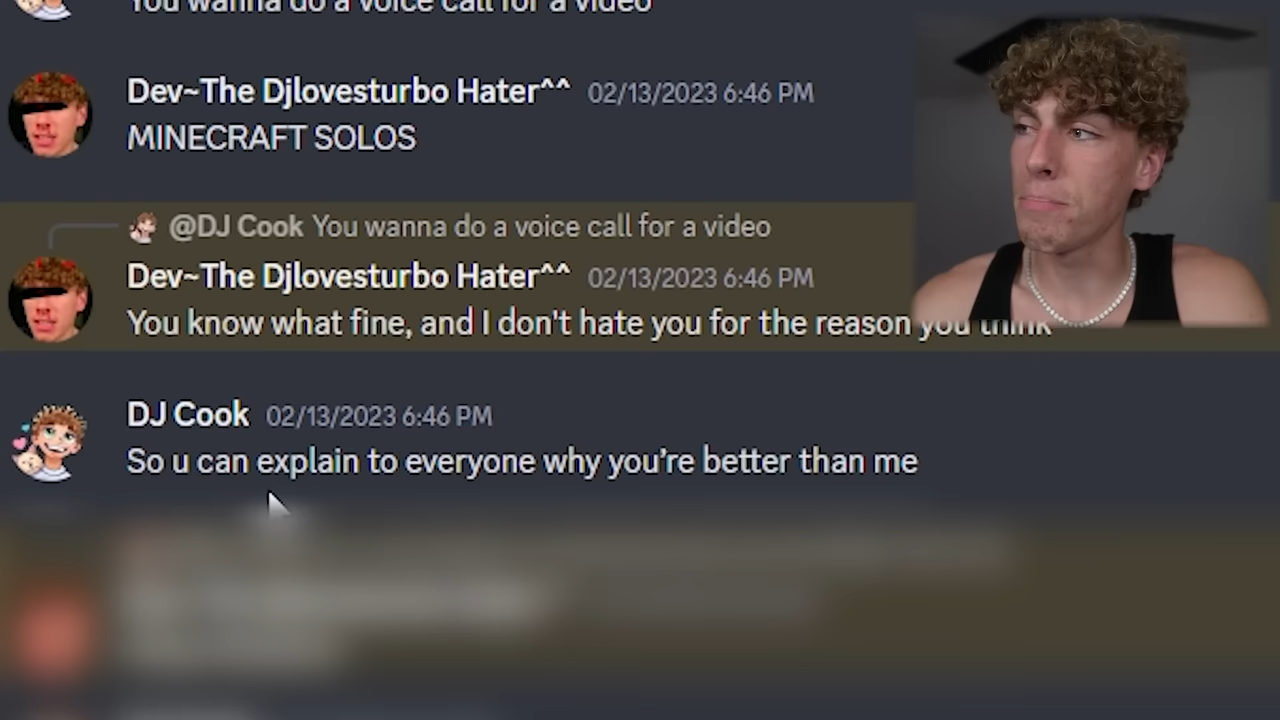 You wanna do a voice call for a video
Dev~The Djlovesturbo Hater^^ 02/13/2023 6:46 PM
MINECRAFT SOLOS
@DJ Cook You wanna do a voice call for a video
Dev~The Djlovesturbo Hater^^ 02/13/2023 6:46 PM
You know what fine, and I don't hate you for the reason you think
DJ Cook 02/13/2023 6:46 PM
So u can explain to everyone why you’re better than me